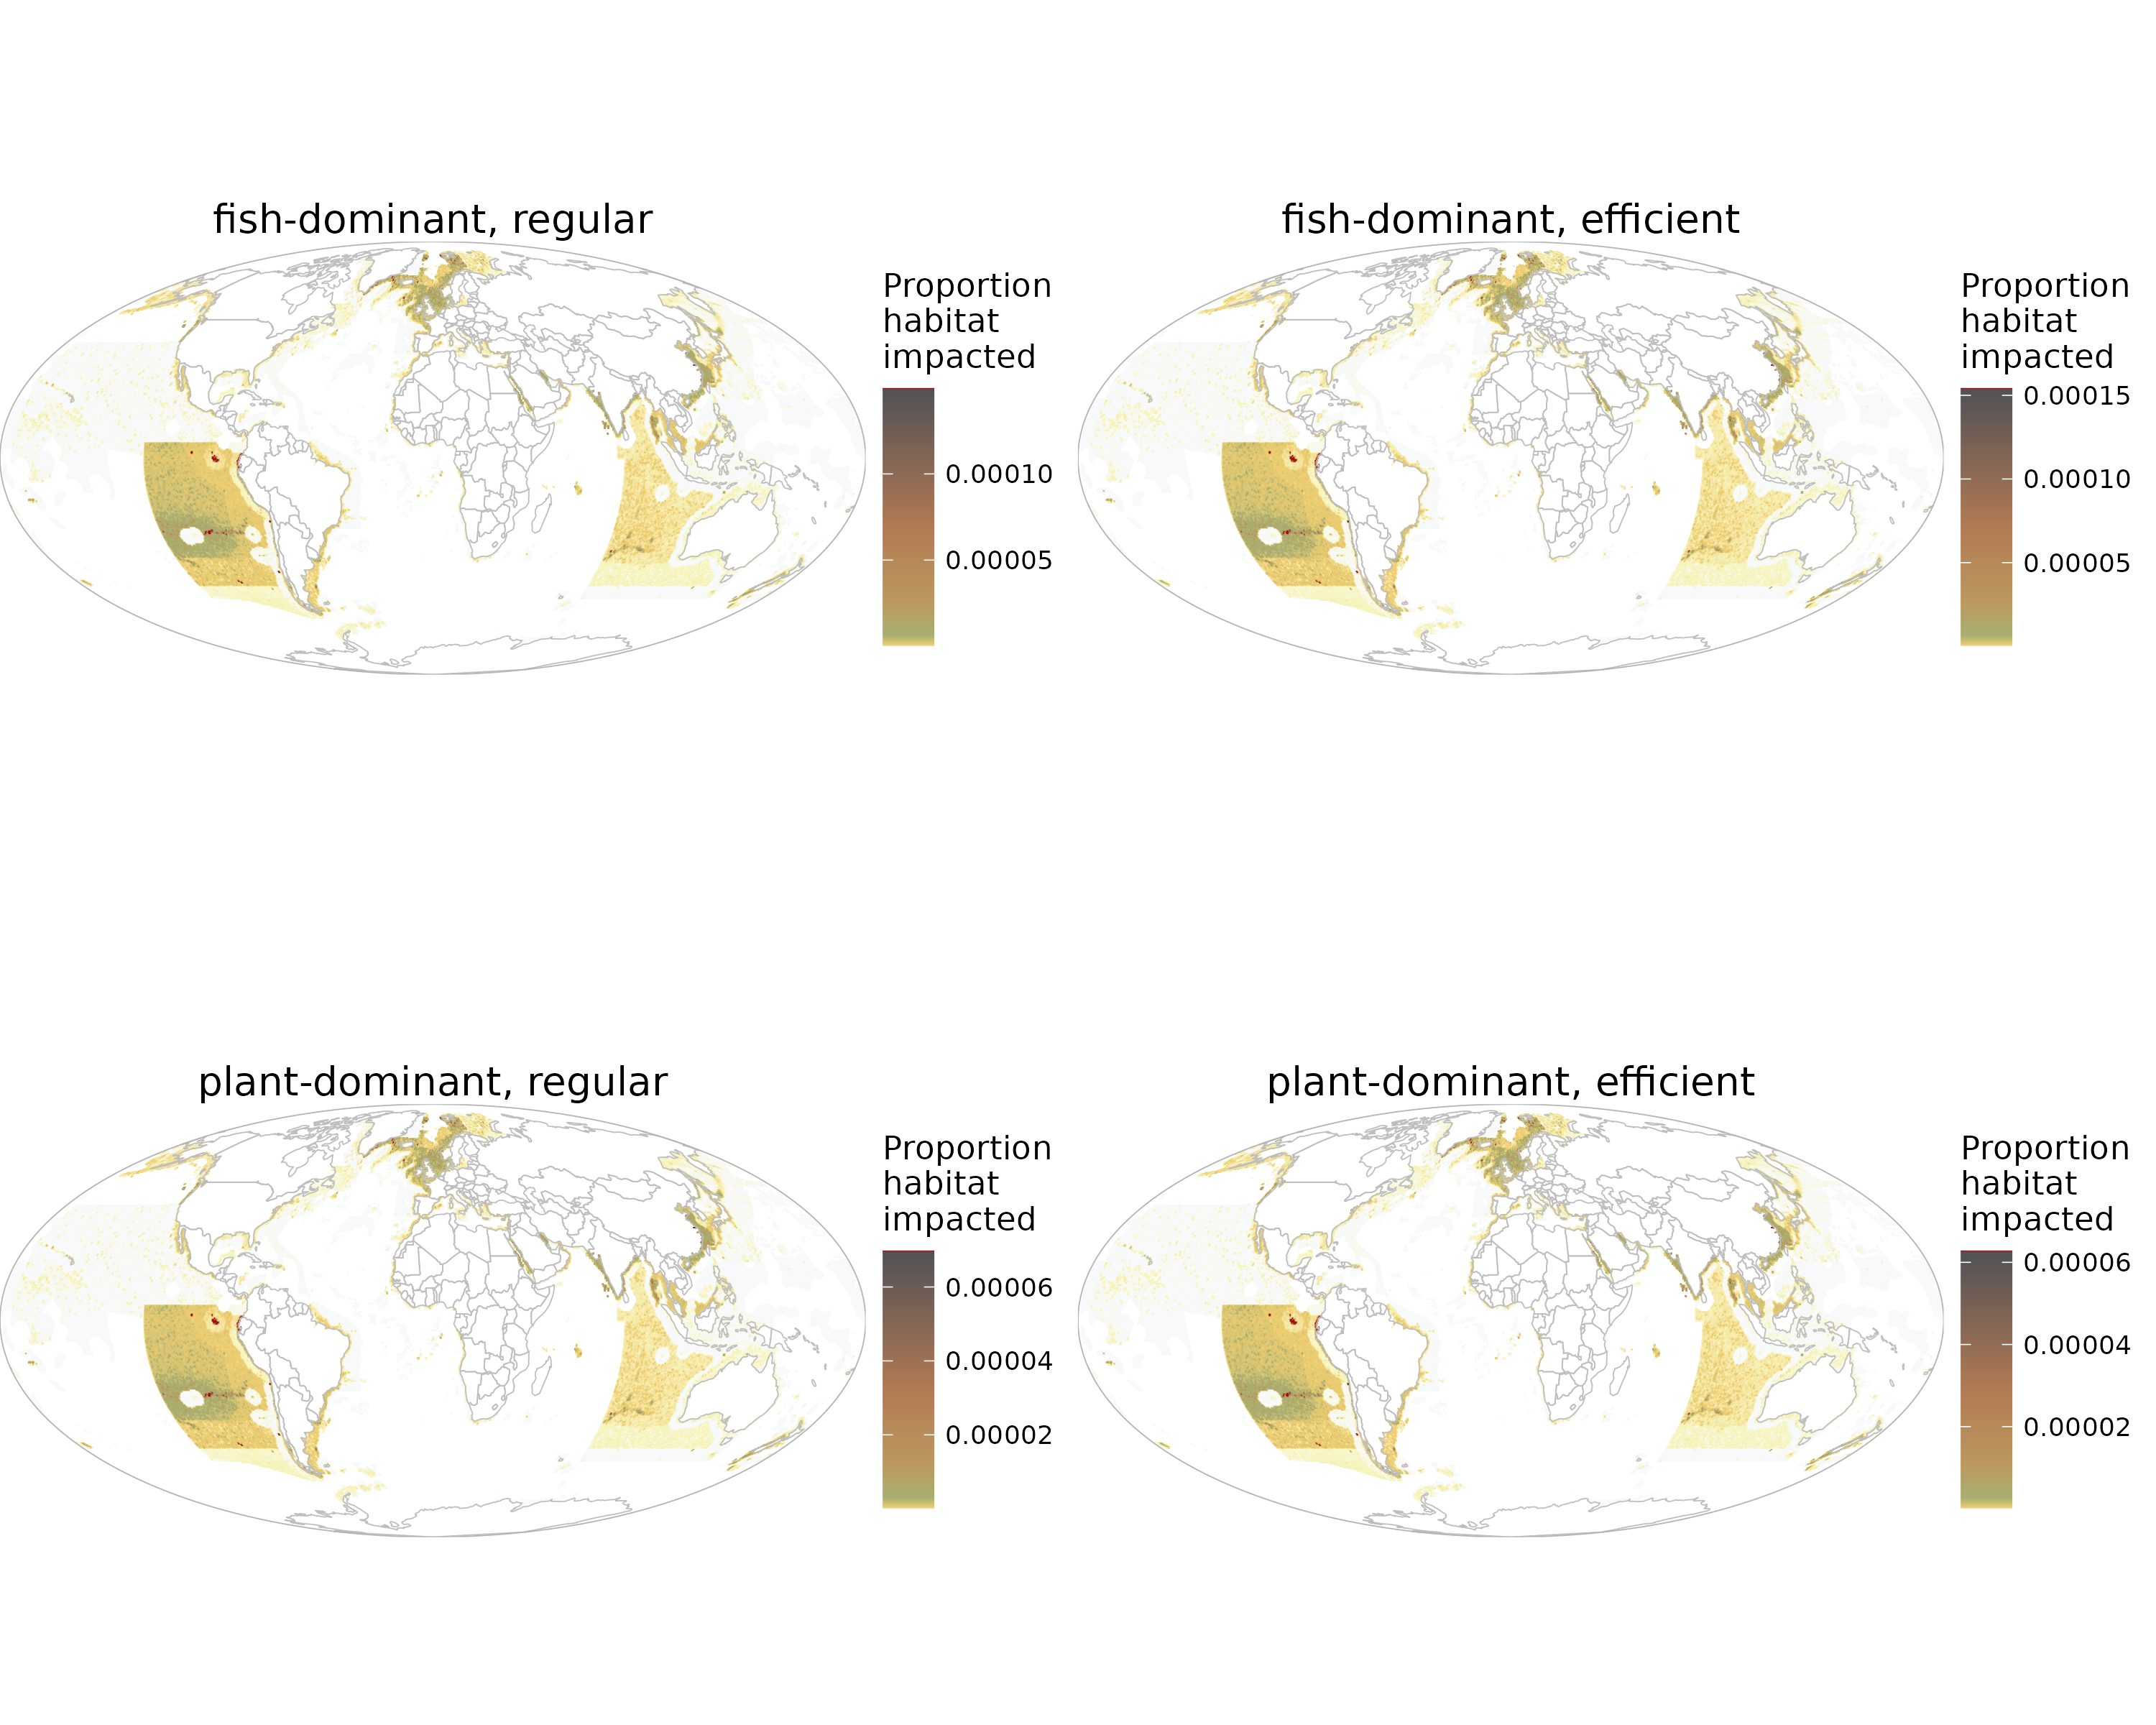 fish-dominant, regular
Proportion
habitat
impacted
0.00010
0.00005
fish-dominant, efficient
Proportion
habitat
impacted
0.00015
0.00010
0.00005
plant-dominant, regular
Proportion
habitat
impacted
0.00006
0.00004
0.00002
plant-dominant, efficient
Proportion
habitat
impacted
0.00006
0.00004
0.00002